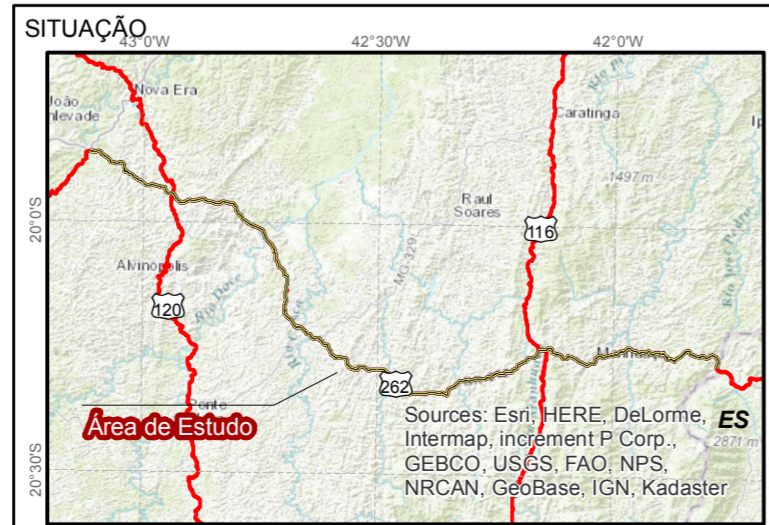 SITUAÇÃO
43°0'W
42°30'W
42°0'W
Nova Era
João
nlevade
Caratinga
1497 m
Raul
Soares
20°0'S
116
MG-329
Alvinópolis
Rio Doce
120
262
Ponte
Área de Estudo
Sources: Esri, HERE, DeLorme,
Intermap, increment P Corp.,
GEBCO, USGS, FAO, NPS,
NRCAN, GeoBase, IGN, Kadaster
ES
2871 m
20°30'S